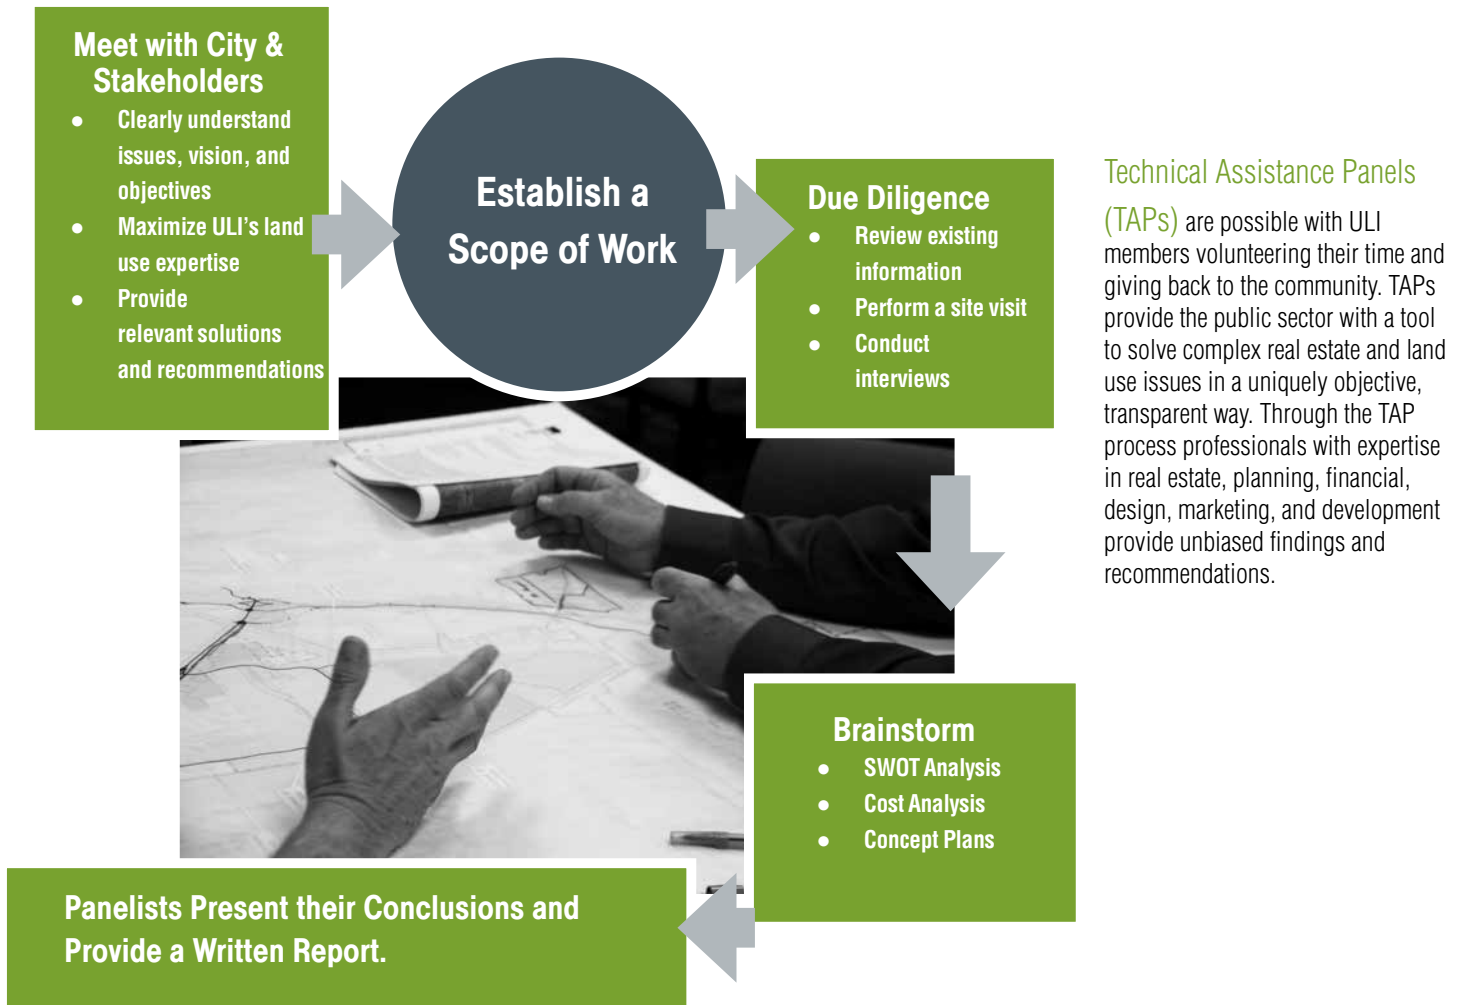 Meet with City &
Stakeholders
● Clearly understand
issues, vision, and
objectives
● Maximize ULI's land
use expertise
● Provide
relevant solutions
and recommendations
Establish a
Scope of Work
Due Diligence
● Review existing
information
● Perform a site visit
● Conduct
interviews
Brainstorm
● SWOT Analysis
● Cost Analysis
● Concept Plans
Panelists Present their Conclusions and
Provide a Written Report.
Technical Assistance Panels
(TAPs) are possible with ULI
members volunteering their time and
giving back to the community. TAPs
provide the public sector with a tool
to solve complex real estate and land
use issues in a uniquely objective,
transparent way. Through the TAP
process professionals with expertise
in real estate, planning, financial,
design, marketing, and development
provide unbiased findings and
recommendations.